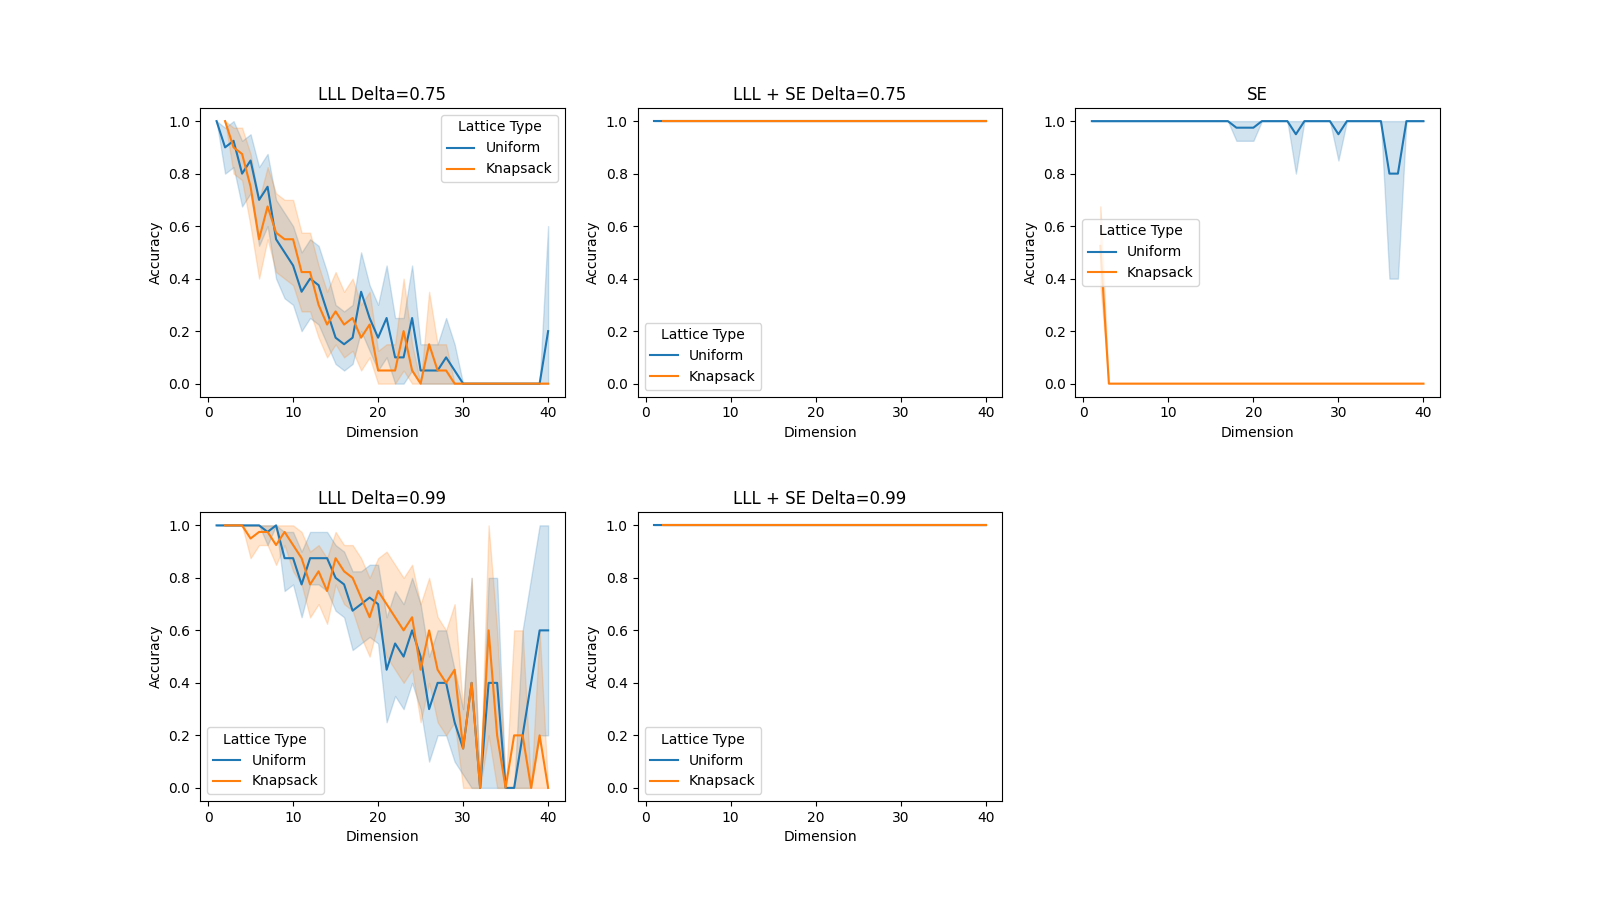 LLL Delta=0.75
Accuracy
1.0
0.8
0.6
0.4
0.2
0.0
Lattice Type
Uniform
Knapsack
0 10 20 30 40
Dimension
LLL + SE Delta=0.75
Accuracy
1.0
0.8
0.6
0.4
0.2
0.0
Lattice Type
Uniform
Knapsack
0 10 20 30 40
Dimension
SE
Accuracy
1.0
0.8
0.6
0.4
0.2
0.0
Lattice Type
Uniform
Knapsack
0 10 20 30 40
Dimension
LLL Delta=0.99
Accuracy
1.0
0.8
0.6
0.4
0.2
0.0
Lattice Type
Uniform
Knapsack
0 10 20 30 40
Dimension
LLL + SE Delta=0.99
Accuracy
1.0
0.8
0.6
0.4
0.2
0.0
Lattice Type
Uniform
Knapsack
0 10 20 30 40
Dimension